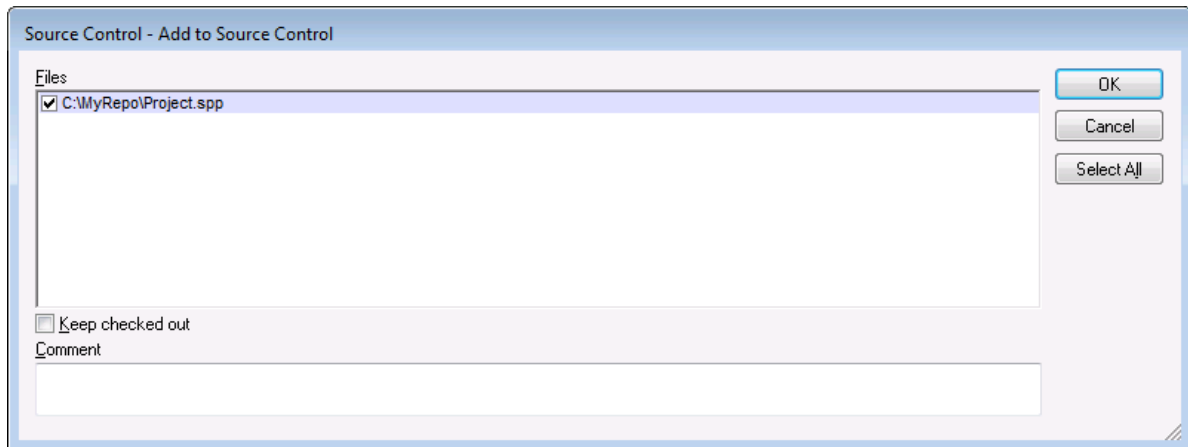 Source Control - Add to Source Control
Files
C:\MyRepo\Project.spp
OK
Cancel
Select All
Keep checked out
Comment